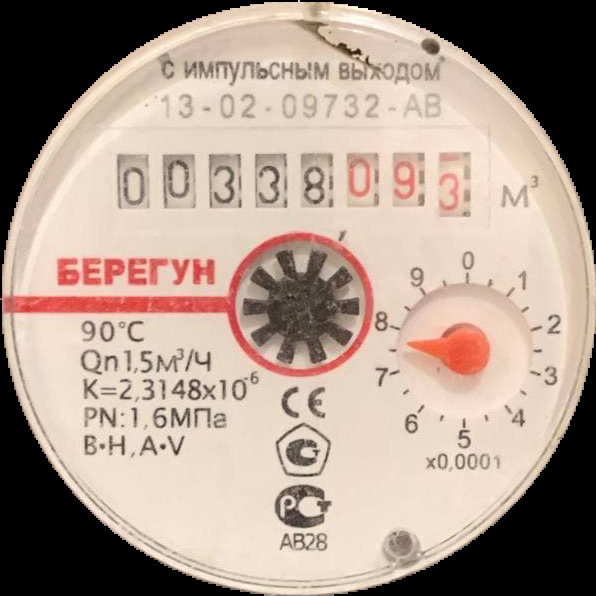 С ИМПУЛЬСНЫМ ВЫХОДОМ
13-02-09732-АВ
00338093 М³
БЕРЕГУН
90°C
Qn1,5м³/Ч
K=2,3148x10⁻⁶
PN:1,6МПа
B·H,A·V
0
1
2
3
4
5
6
7
8
9
x0,0001
CE
С
РСт
АВ28